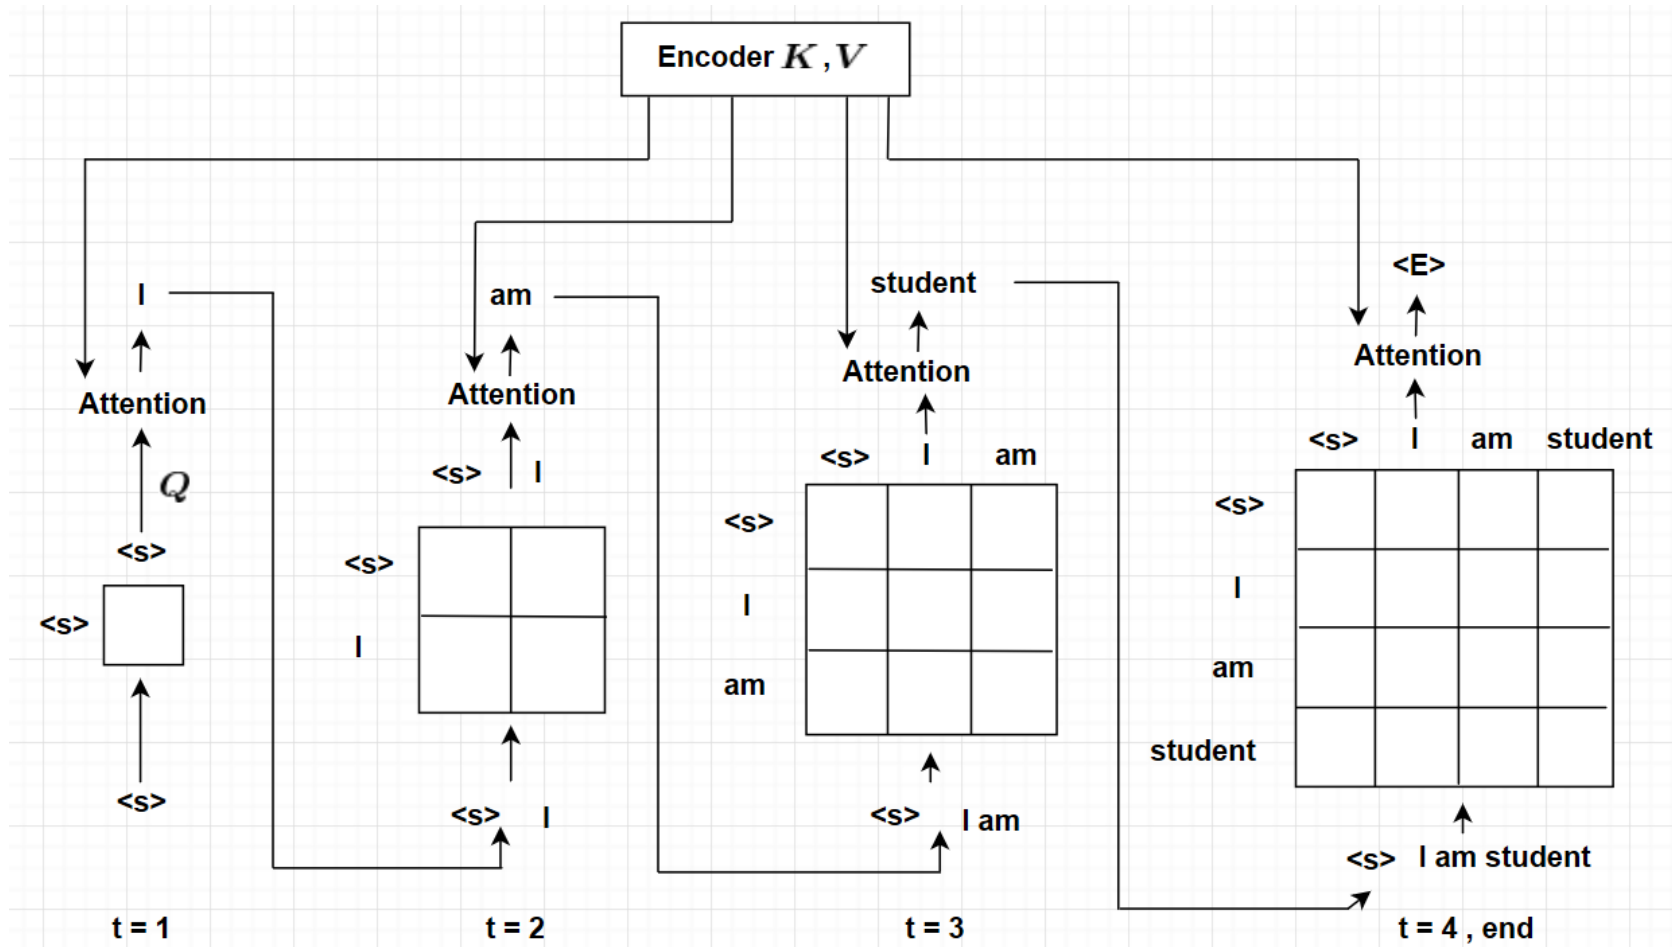 Encoder K , V
I
Attention
Q
<s>
<s>
<s>
t = 1
am
Attention
<s> I
<s>
I
<s> I
t = 2
student
Attention
<s> I am
<s>
I
am
<s> I am
t = 3
<E>
Attention
<s> I am student
<s>
I
am
student
<s> I am student
t = 4 , end